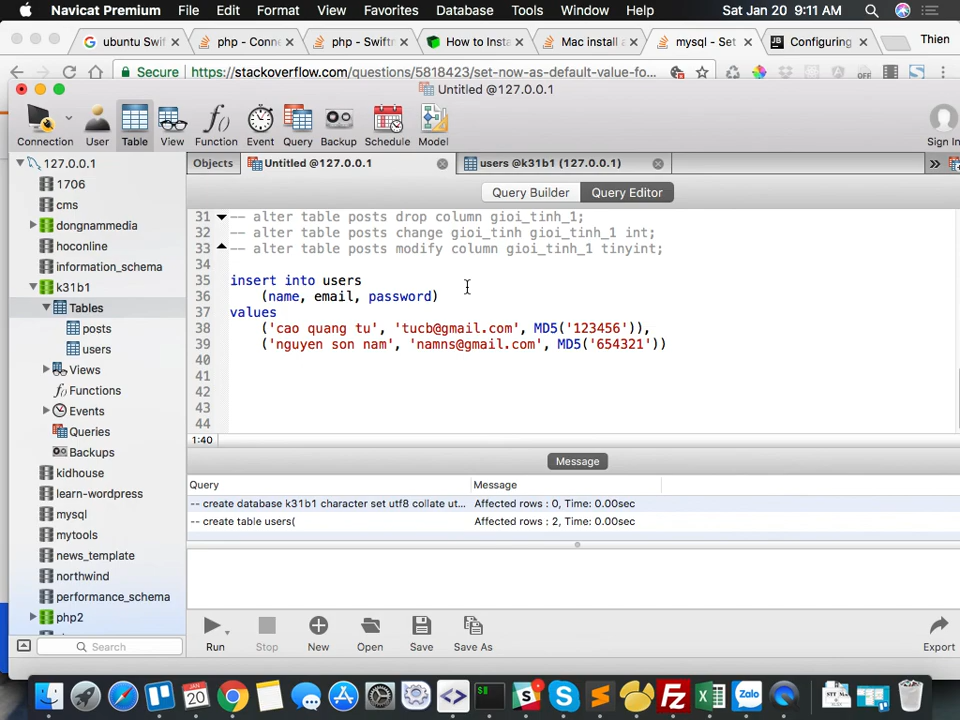 Navicat Premium File Edit Format View Favorites Database Tools Window Help Sat Jan 20 9:11 AM
ubuntu Swif php - Conne php - Swiftm How to Insta Mac install a mysql - Set Configuring Thien
Secure https://stackoverflow.com/questions/5818423/set-now-as-default-value-fo...
Untitled @127.0.0.1
Connection User Table View Function Event Query Backup Schedule Model Sign In
127.0.0.1
1706
cms
dongnammedia
hoconline
information_schema
k31b1
Tables
posts
users
Views
Functions
Events
Queries
Backups
kidhouse
learn-wordpress
mysql
mytools
news_template
northwind
performance_schema
php2
Search
Objects Untitled @127.0.0.1 users @k31b1 (127.0.0.1)
Query Builder Query Editor
31 -- alter table posts drop column gioi_tinh_1;
32 -- alter table posts change gioi_tinh gioi_tinh_1 int;
33 -- alter table posts modify column gioi_tinh_1 tinyint;
34
35 insert into users
36 (name, email, password)
37 values
38 ('cao quang tu', 'tucb@gmail.com', MD5('123456')),
39 ('nguyen son nam', 'namns@gmail.com', MD5('654321'))
40
41
42
43
44
1:40
Message
Query Message
-- create database k31b1 character set utf8 collate ut... Affected rows : 0, Time: 0.00sec
-- create table users( Affected rows : 2, Time: 0.00sec
Run Stop New Open Save Save As Export